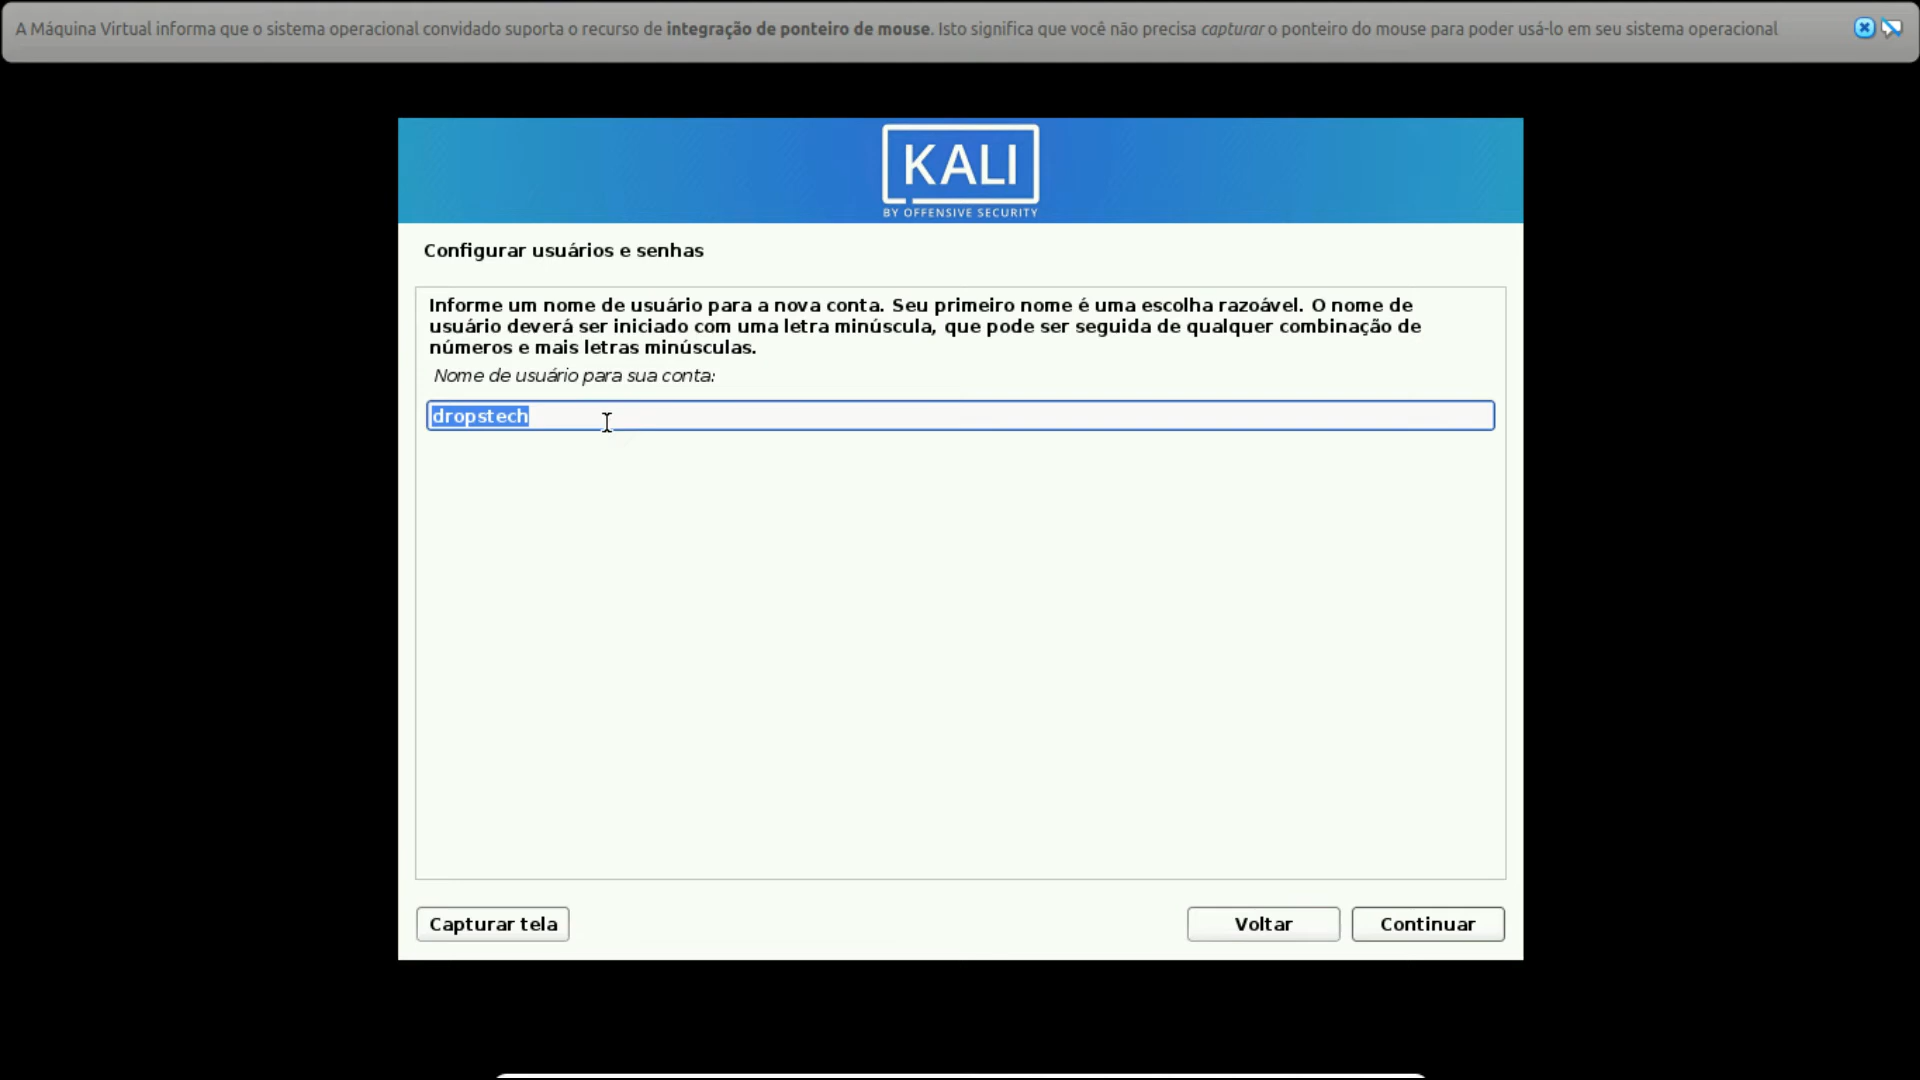 A Máquina Virtual informa que o sistema operacional convidado suporta o recurso de integração de ponteiro de mouse. Isto significa que você não precisa capturar o ponteiro do mouse para poder usá-lo em seu sistema operacional
KALI
BY OFFENSIVE SECURITY
Configurar usuários e senhas
Informe um nome de usuário para a nova conta. Seu primeiro nome é uma escolha razoável. O nome de
usuário deverá ser iniciado com uma letra minúscula, que pode ser seguida de qualquer combinação de
números e mais letras minúsculas.
Nome de usuário para sua conta:
dropstech
Capturar tela
Voltar
Continuar